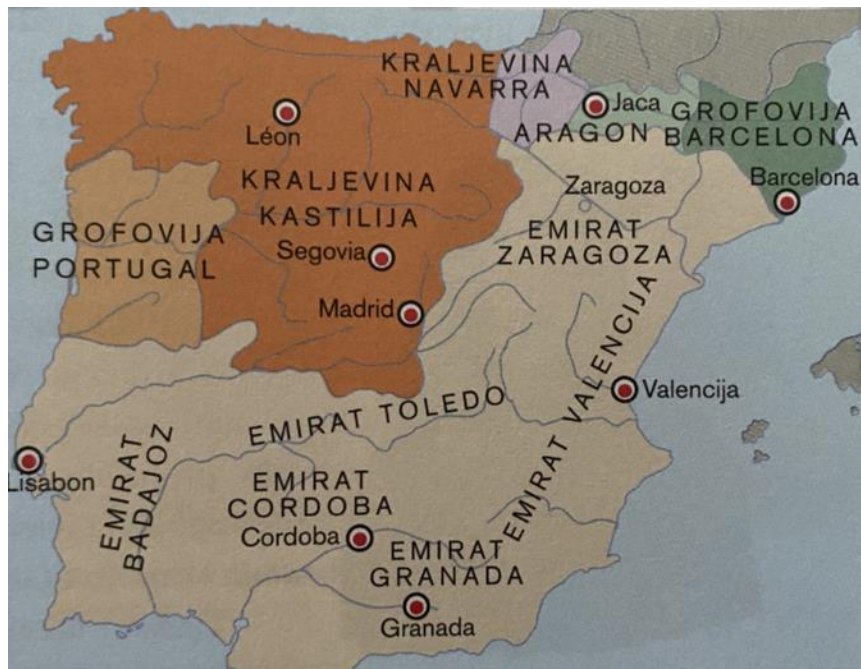 KRALJEVINA
NAVARRA
Jaca
ARAGON
GROFOVIJA
BARCELONA
Léon
KRALJEVINA
KASTILIJA
Zaragoza
Barcelona
GROFOVIJA
PORTUGAL
Segovia
EMIRAT
ZARAGOZA
Madrid
EMIRAT VALENCIJA
Valencija
EMIRAT TOLEDO
Lisabon
EMIRAT
BADAJOZ
EMIRAT
CORDOBA
Cordoba
EMIRAT
GRANADA
Granada